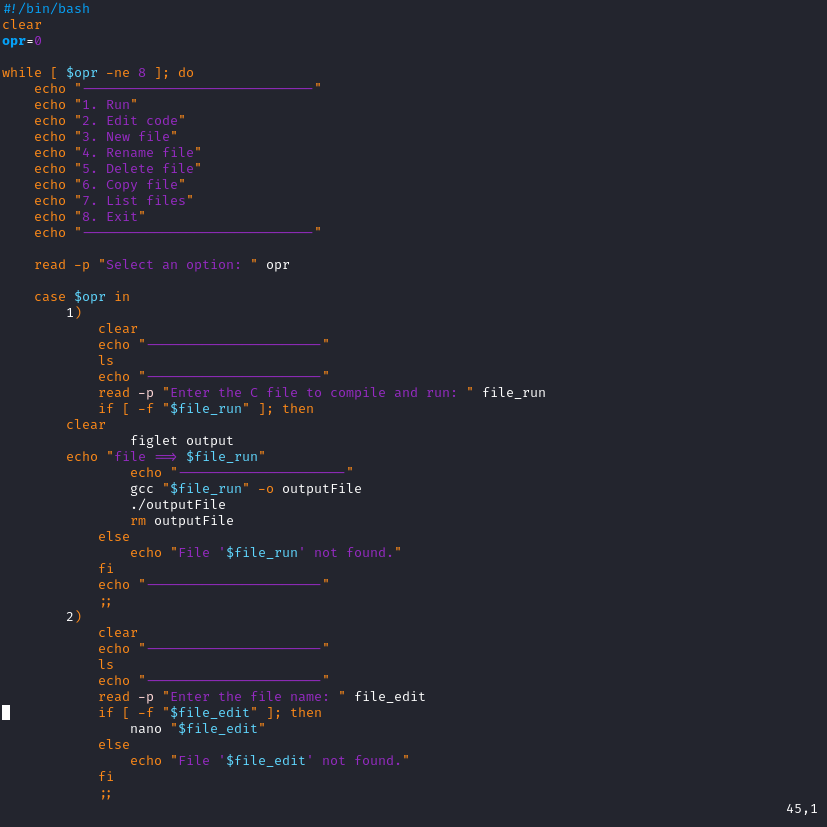 #!/bin/bash
clear
opr=0
while [ $opr -ne 8 ]; do
    echo "-----------------------------"
    echo "1. Run"
    echo "2. Edit code"
    echo "3. New file"
    echo "4. Rename file"
    echo "5. Delete file"
    echo "6. Copy file"
    echo "7. List files"
    echo "8. Exit"
    echo "-----------------------------"
    read -p "Select an option: " opr
    case $opr in
        1)
            clear
            echo "----------------------"
            ls
            echo "----------------------"
            read -p "Enter the C file to compile and run: " file_run
            if [ -f "$file_run" ]; then
        clear
                figlet output
        echo "file ==> $file_run"
                echo "---------------------"
                gcc "$file_run" -o outputFile
                ./outputFile
                rm outputFile
            else
                echo "File '$file_run' not found."
            fi
            echo "----------------------"
            ;;
        2)
            clear
            echo "----------------------"
            ls
            echo "----------------------"
            read -p "Enter the file name: " file_edit
            if [ -f "$file_edit" ]; then
                nano "$file_edit"
            else
                echo "File '$file_edit' not found."
            fi
            ;;
45,1